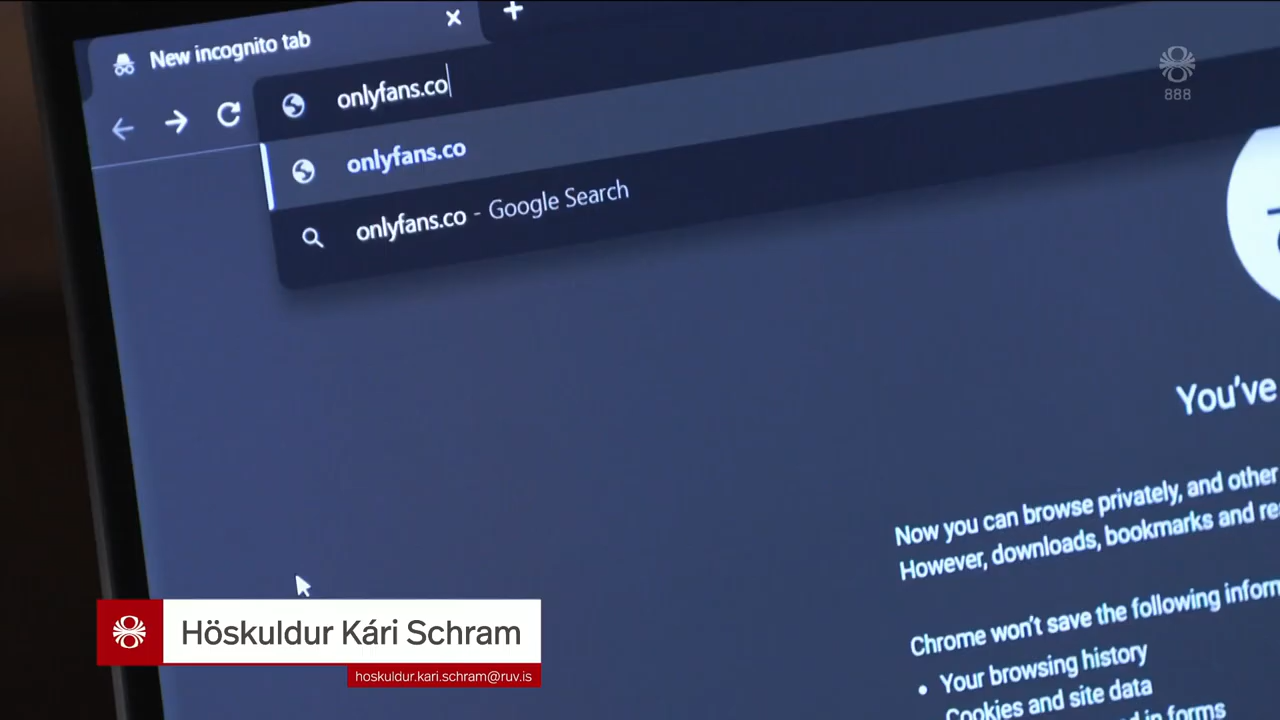 New incognito tab
onlyfans.co
onlyfans.co
onlyfans.co - Google Search
888
You've
Now you can browse privately, and other
However, downloads, bookmarks and re
Chrome won't save the following inform
• Your browsing history
Cookies and site data
in forms
Höskuldur Kári Schram
hoskuldur.kari.schram@ruv.is